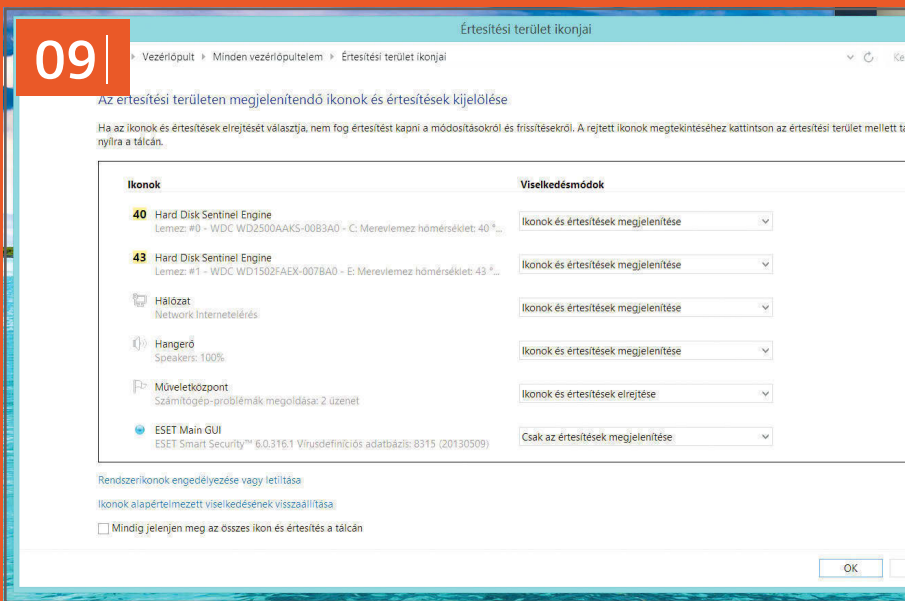 09
Értesítési terület ikonjai
Vezérlőpult Minden vezérlőpultelem Értesítési terület ikonjai
Ke
Az értesítési területen megjelenítendő ikonok és értesítések kijelölése
Ha az ikonok és értesítések elrejtését választja, nem fog értesítést kapni a módosításokról és frissítésekről. A rejtett ikonok megtekintéséhez kattintson az értesítési terület mellett ta
nyílra a tálcán.
Ikonok Viselkedésmódok
40 Hard Disk Sentinel Engine
Lemez: #0 - WDC WD2500AAKS-00B3A0 - C: Merevlemez hőmérséklet: 40 °...
Ikonok és értesítések megjelenítése
43 Hard Disk Sentinel Engine
Lemez: #1 - WDC WD1502FAEX-007BA0 - E: Merevlemez hőmérséklet: 43 °...
Ikonok és értesítések megjelenítése
Hálózat
Network Internetelérés
Ikonok és értesítések megjelenítése
Hangerő
Speakers: 100%
Ikonok és értesítések megjelenítése
Műveletközpont
Számítógép-problémák megoldása: 2 üzenet
Ikonok és értesítések elrejtése
ESET Main GUI
ESET Smart Security™ 6.0.316.1 Vírusdefiníciós adatbázis: 8315 (20130509)
Csak az értesítések megjelenítése
Rendszerikonok engedélyezése vagy letiltása
Ikonok alapértelmezett viselkedésének visszaállítása
Mindig jelenjen meg az összes ikon és értesítés a tálcán
OK